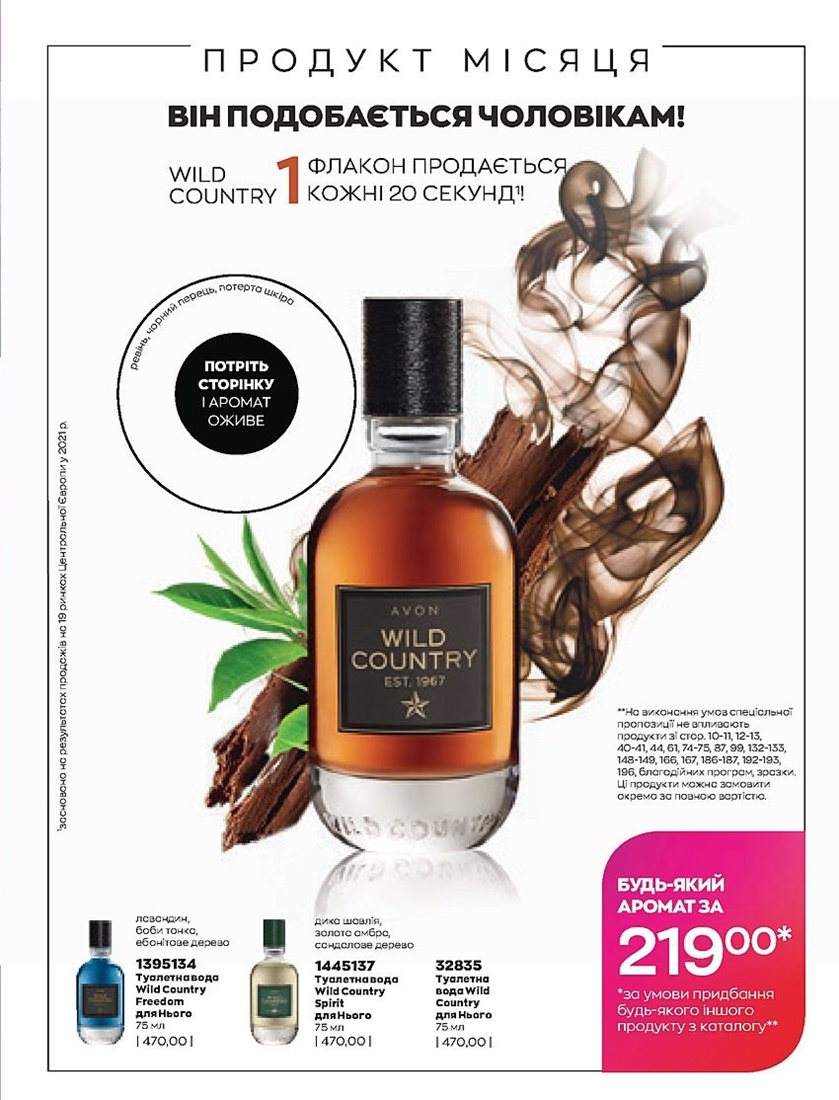 ПРОДУКТ МІСЯЦЯ
ВІН ПОДОБАЄТЬСЯ ЧОЛОВІКАМ!
WILD
COUNTRY
1
ФЛАКОН ПРОДАЄТЬСЯ
КОЖНІ 20 СЕКУНД¹!
ревінь, чорний перець, потерта шкіра
ПОТРІТЬ
СТОРІНКУ
І АРОМАТ
ОЖИВЕ
¹засновано на результатах продажів на 19 ринках Центральної Європи у 2021 р.
AVON
WILD
COUNTRY
EST. 1967
WILD COUNTRY
**На виконання умов спеціальної
пропозиції не впливають
продукти зі стор. 10-11, 12-13,
40-41, 44, 61, 74-75, 87, 99, 132-133,
148-149, 166, 167, 186-187, 192-193,
196, благодійних програм, зразки.
Ці продукти можна замовити
окремо за повною вартістю.
лавандин,
боби тонка,
ебонітове дерево
1395134
Туалетна вода
Wild Country
Freedom
для Нього
75 мл
| 470,00 |
дика шавлія,
золота амбра,
сандалове дерево
1445137
Туалетна вода
Wild Country
Spirit
для Нього
75 мл
| 470,00 |
32835
Туалетна
вода Wild
Country
для Нього
75 мл
| 470,00 |
БУДЬ-ЯКИЙ
АРОМАТ ЗА
219⁰⁰*
*за умови придбання
будь-якого іншого
продукту з каталогу**